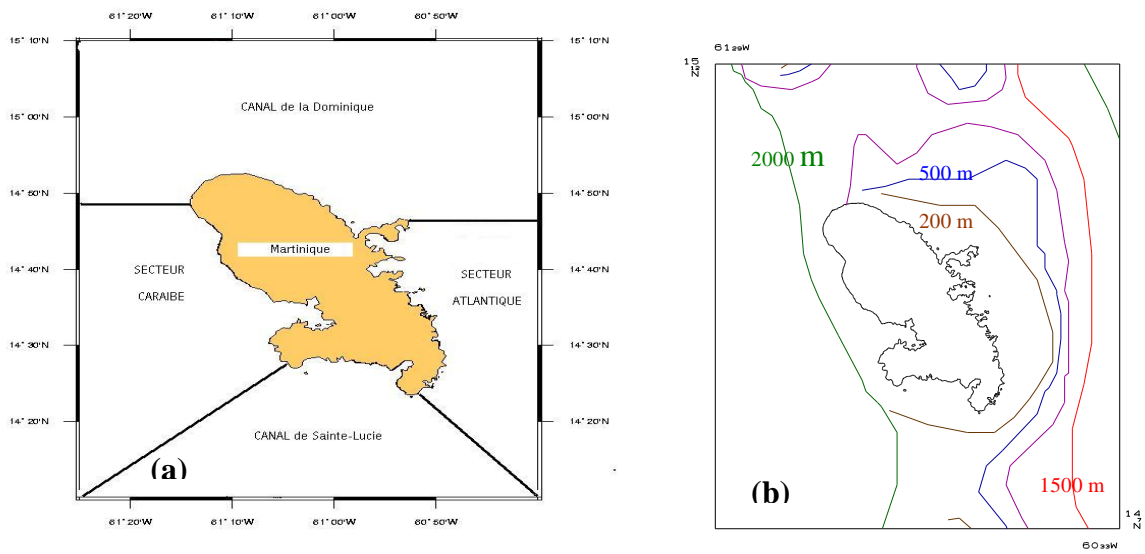 61°20'W 61°10'W 61°00'W 60°50'W
15°10'N 15°10'N
CANAL de la Dominique
15°00'N 15°00'N
14°50'N 14°50'N
Martinique
14°40'N 14°40'N
SECTEUR
CARAIBE
SECTEUR
ATLANTIQUE
14°30'N 14°30'N
14°20'N 14°20'N
CANAL de Sainte-Lucie
(a)
61°20'W 61°10'W 61°00'W 60°50'W
6129W
15
N
2000 m
500 m
200 m
1500 m
(b)
14
N
6033W